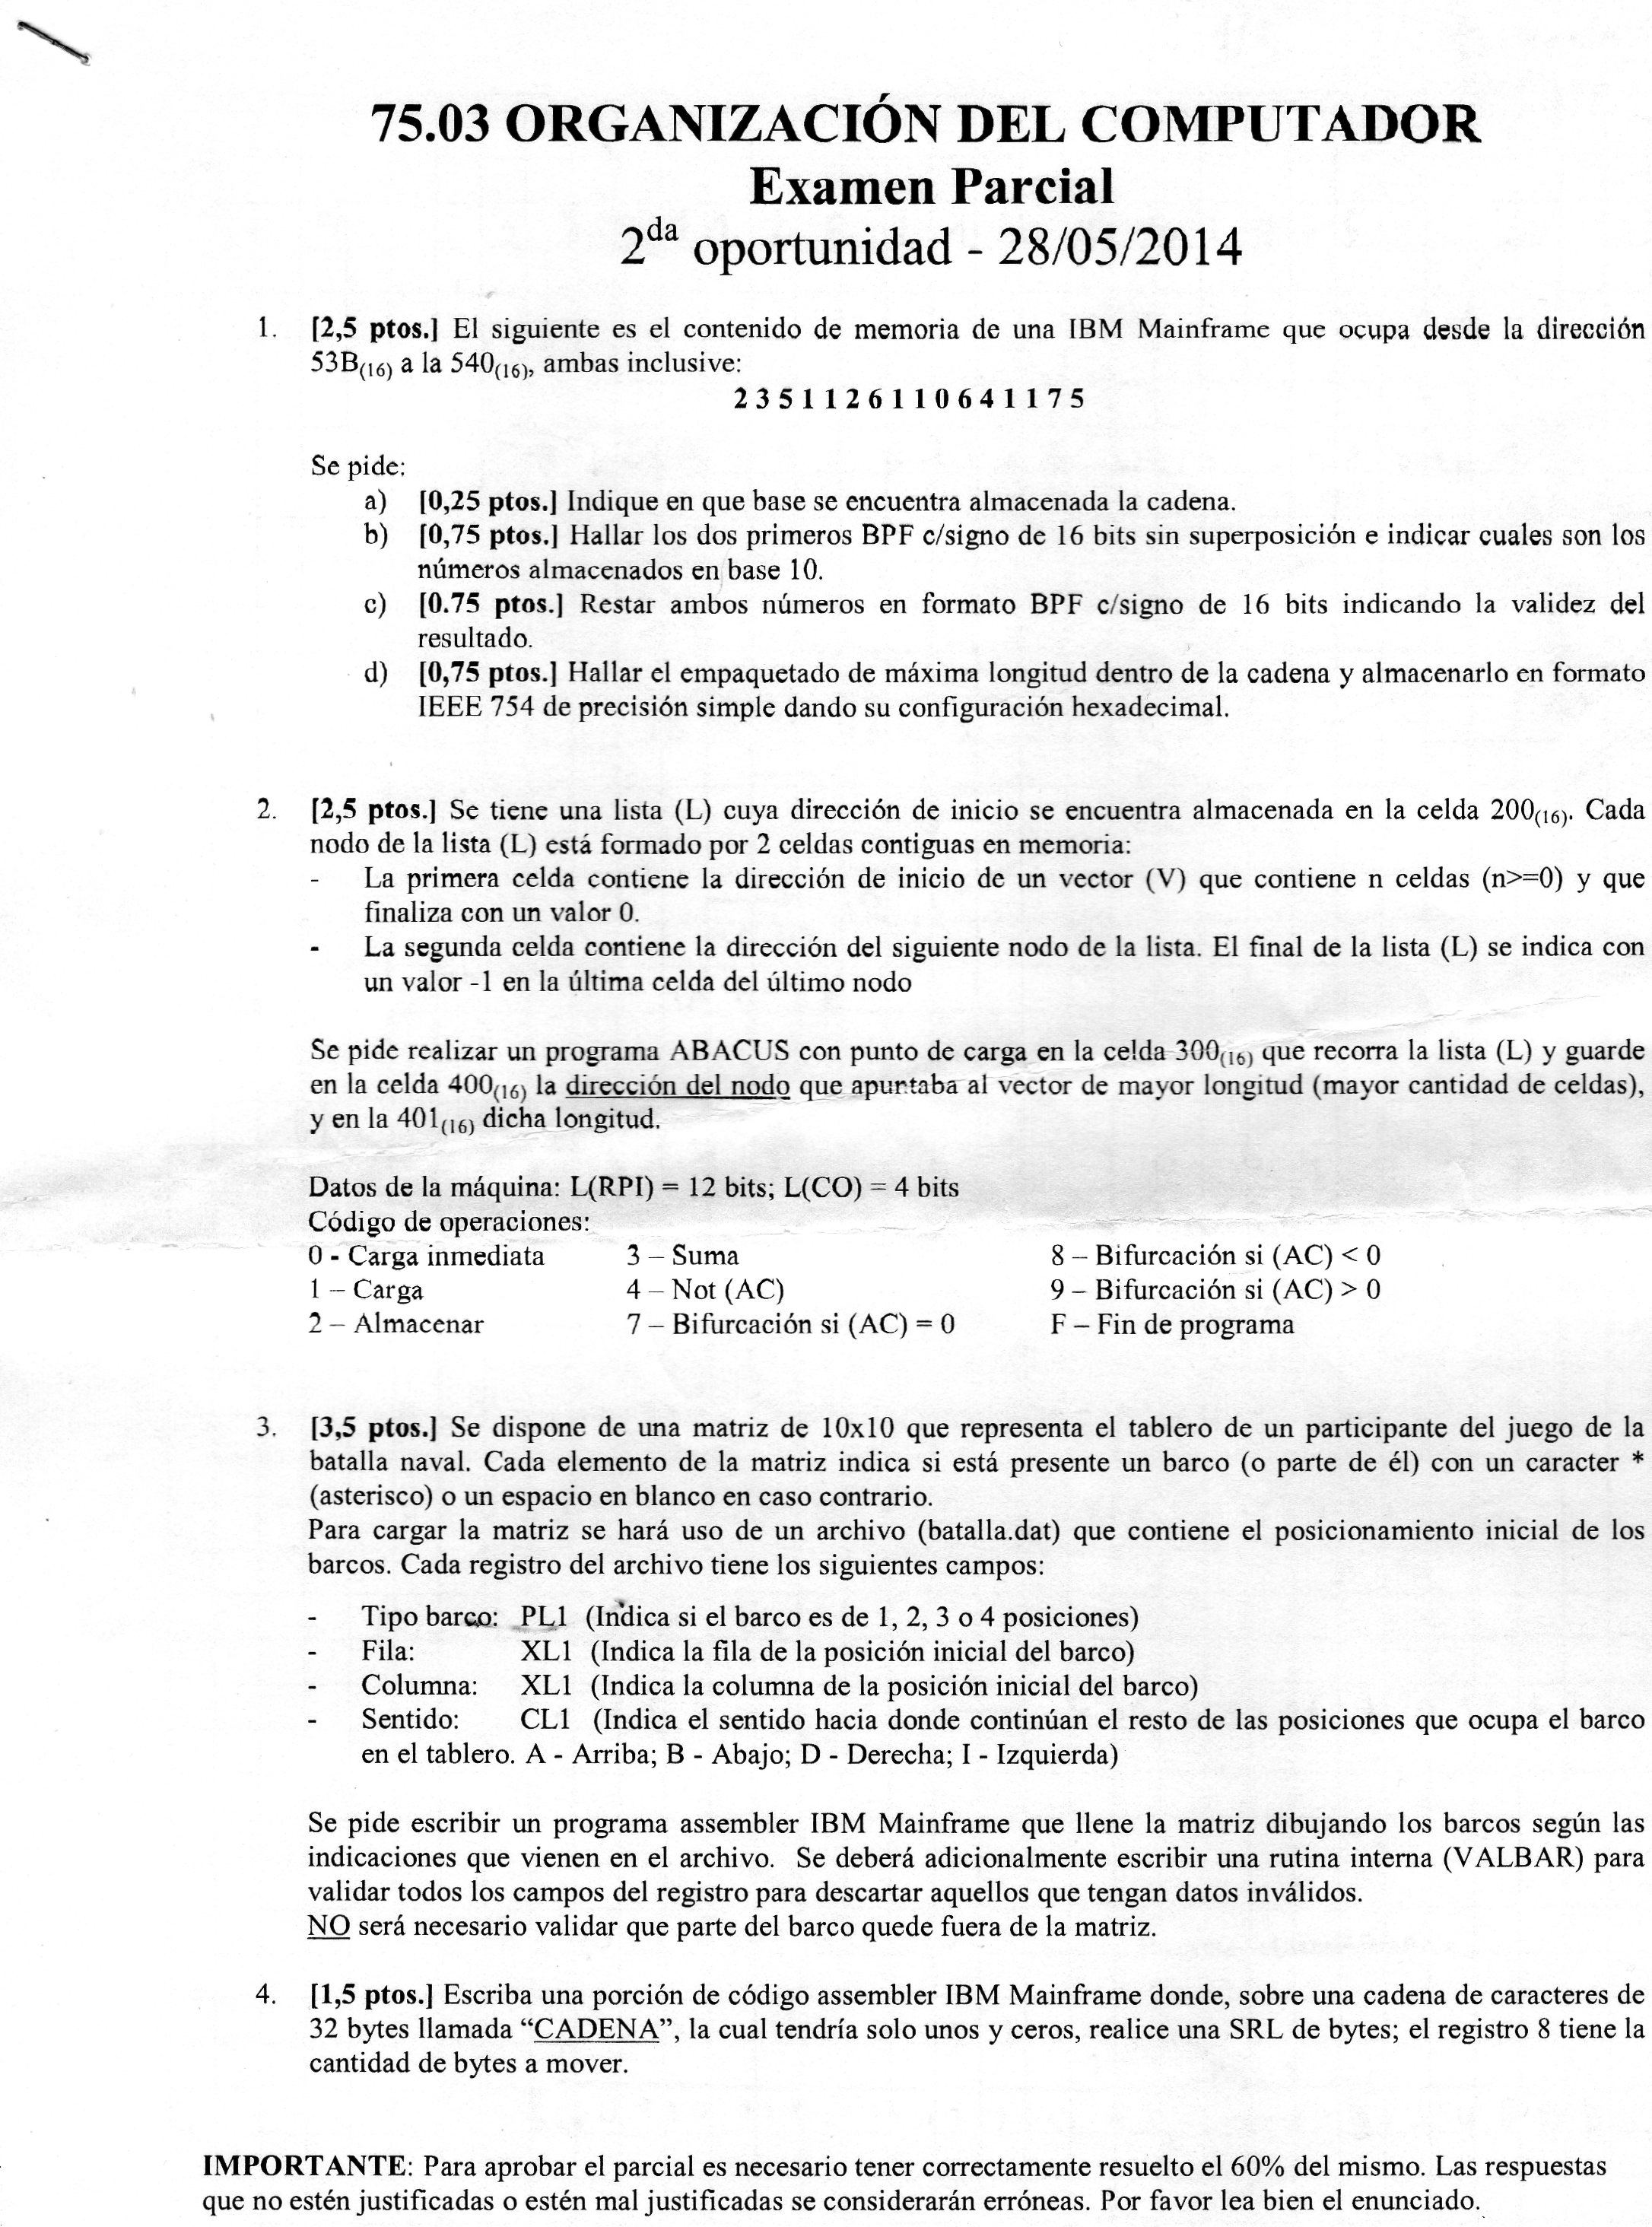 75.03 ORGANIZACIÓN DEL COMPUTADOR
Examen Parcial
2da oportunidad - 28/05/2014
1. [2,5 ptos.] El siguiente es el contenido de memoria de una IBM Mainframe que ocupa desde la dirección
53B(16) a la 540(16), ambas inclusive:
2 3 5 1 1 2 6 1 1 0 6 4 1 1 7 5
Se pide:
a) [0,25 ptos.] Indique en que base se encuentra almacenada la cadena.
b) [0,75 ptos.] Hallar los dos primeros BPF c/signo de 16 bits sin superposición e indicar cuales son los
números almacenados en base 10.
c) [0.75 ptos.] Restar ambos números en formato BPF c/signo de 16 bits indicando la validez del
resultado.
d) [0,75 ptos.] Hallar el empaquetado de máxima longitud dentro de la cadena y almacenarlo en formato
IEEE 754 de precisión simple dando su configuración hexadecimal.
2. [2,5 ptos.] Se tiene una lista (L) cuya dirección de inicio se encuentra almacenada en la celda 200(16). Cada
nodo de la lista (L) está formado por 2 celdas contiguas en memoria:
- La primera celda contiene la dirección de inicio de un vector (V) que contiene n celdas (n>=0) y que
finaliza con un valor 0.
- La segunda celda contiene la dirección del siguiente nodo de la lista. El final de la lista (L) se indica con
un valor -1 en la última celda del último nodo
Se pide realizar un programa ABACUS con punto de carga en la celda 300(16) que recorra la lista (L) y guarde
en la celda 400(16) la dirección del nodo que apuntaba al vector de mayor longitud (mayor cantidad de celdas),
y en la 401(16) dicha longitud.
Datos de la máquina: L(RPI) = 12 bits; L(CO) = 4 bits
Código de operaciones:
0 - Carga inmediata 3 – Suma 8 – Bifurcación si (AC) < 0
1 – Carga 4 – Not (AC) 9 – Bifurcación si (AC) > 0
2 – Almacenar 7 – Bifurcación si (AC) = 0 F – Fin de programa
3. [3,5 ptos.] Se dispone de una matriz de 10x10 que representa el tablero de un participante del juego de la
batalla naval. Cada elemento de la matriz indica si está presente un barco (o parte de él) con un caracter *
(asterisco) o un espacio en blanco en caso contrario.
Para cargar la matriz se hará uso de un archivo (batalla.dat) que contiene el posicionamiento inicial de los
barcos. Cada registro del archivo tiene los siguientes campos:
- Tipo barco: PL1 (Indica si el barco es de 1, 2, 3 o 4 posiciones)
- Fila: XL1 (Indica la fila de la posición inicial del barco)
- Columna: XL1 (Indica la columna de la posición inicial del barco)
- Sentido: CL1 (Indica el sentido hacia donde continúan el resto de las posiciones que ocupa el barco
en el tablero. A - Arriba; B - Abajo; D - Derecha; I - Izquierda)
Se pide escribir un programa assembler IBM Mainframe que llene la matriz dibujando los barcos según las
indicaciones que vienen en el archivo. Se deberá adicionalmente escribir una rutina interna (VALBAR) para
validar todos los campos del registro para descartar aquellos que tengan datos inválidos.
NO será necesario validar que parte del barco quede fuera de la matriz.
4. [1,5 ptos.] Escriba una porción de código assembler IBM Mainframe donde, sobre una cadena de caracteres de
32 bytes llamada “CADENA”, la cual tendría solo unos y ceros, realice una SRL de bytes; el registro 8 tiene la
cantidad de bytes a mover.
IMPORTANTE: Para aprobar el parcial es necesario tener correctamente resuelto el 60% del mismo. Las respuestas
que no estén justificadas o estén mal justificadas se considerarán erróneas. Por favor lea bien el enunciado.